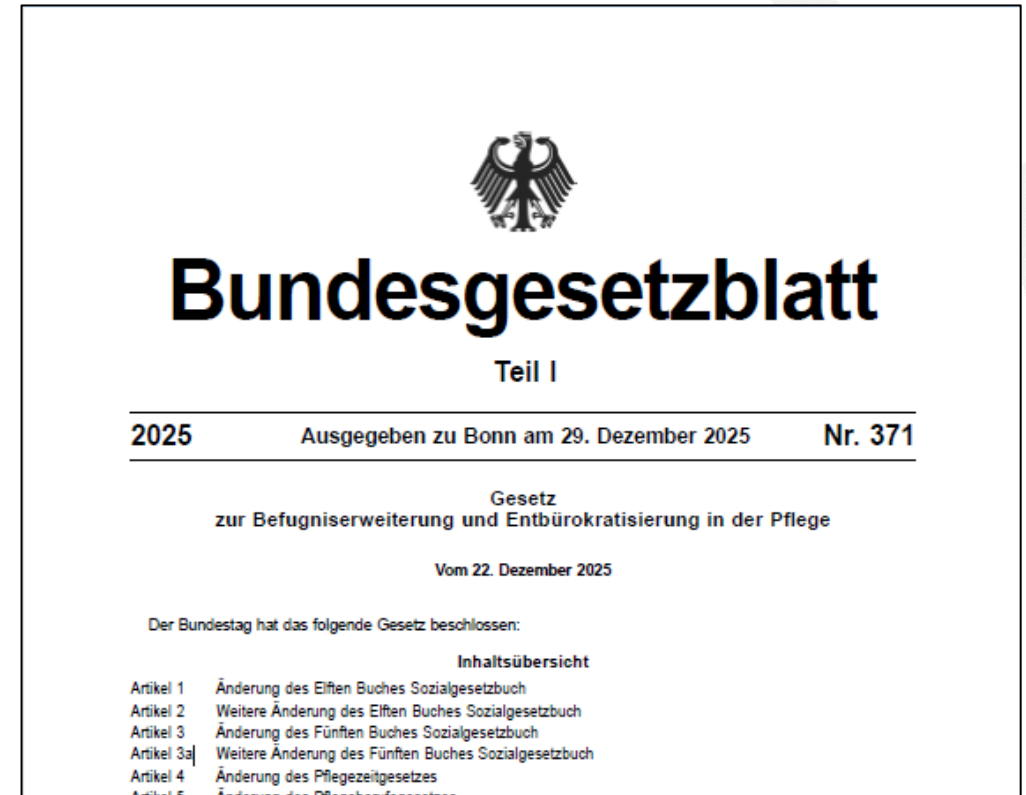 Bundesgesetzblatt
Teil I
2025 Ausgegeben zu Bonn am 29. Dezember 2025 Nr. 371
Gesetz
zur Befugniserweiterung und Entbürokratisierung in der Pflege
Vom 22. Dezember 2025
Der Bundestag hat das folgende Gesetz beschlossen:
Inhaltsübersicht
Artikel 1 Änderung des Elften Buches Sozialgesetzbuch
Artikel 2 Weitere Änderung des Elften Buches Sozialgesetzbuch
Artikel 3 Änderung des Fünften Buches Sozialgesetzbuch
Artikel 3a Weitere Änderung des Fünften Buches Sozialgesetzbuch
Artikel 4 Änderung des Pflegezeitgesetzes